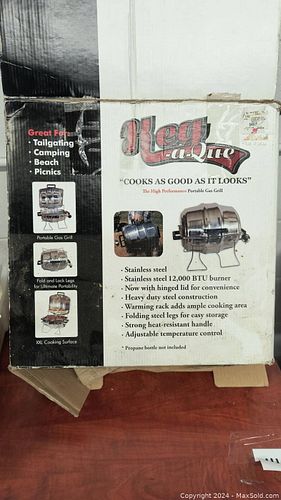 Great For:
· Tailgating
· Camping
· Beach
· Picnics
Portable Gas Grill
Fold and Lock Legs
for Ultimate Portability
XXL Cooking Surface
Keg
-a-Que
"COOKS AS GOOD AS IT LOOKS"
The High Performance Portable Gas Grill
· Stainless steel
· Stainless steel 12,000 BTU burner
· Now with hinged lid for convenience
· Heavy duty steel construction
· Warming rack adds ample cooking area
· Folding steel legs for easy storage
· Strong heat-resistant handle
· Adjustable temperature control
* Propane bottle not included
Copyright © 2024 - MaxSold.com